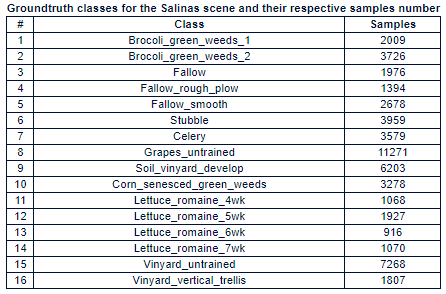 Groundtruth classes for the Salinas scene and their respective samples number
# Class Samples
1 Brocoli_green_weeds_1 2009
2 Brocoli_green_weeds_2 3726
3 Fallow 1976
4 Fallow_rough_plow 1394
5 Fallow_smooth 2678
6 Stubble 3959
7 Celery 3579
8 Grapes_untrained 11271
9 Soil_vinyard_develop 6203
10 Corn_senesced_green_weeds 3278
11 Lettuce_romaine_4wk 1068
12 Lettuce_romaine_5wk 1927
13 Lettuce_romaine_6wk 916
14 Lettuce_romaine_7wk 1070
15 Vinyard_untrained 7268
16 Vinyard_vertical_trellis 1807